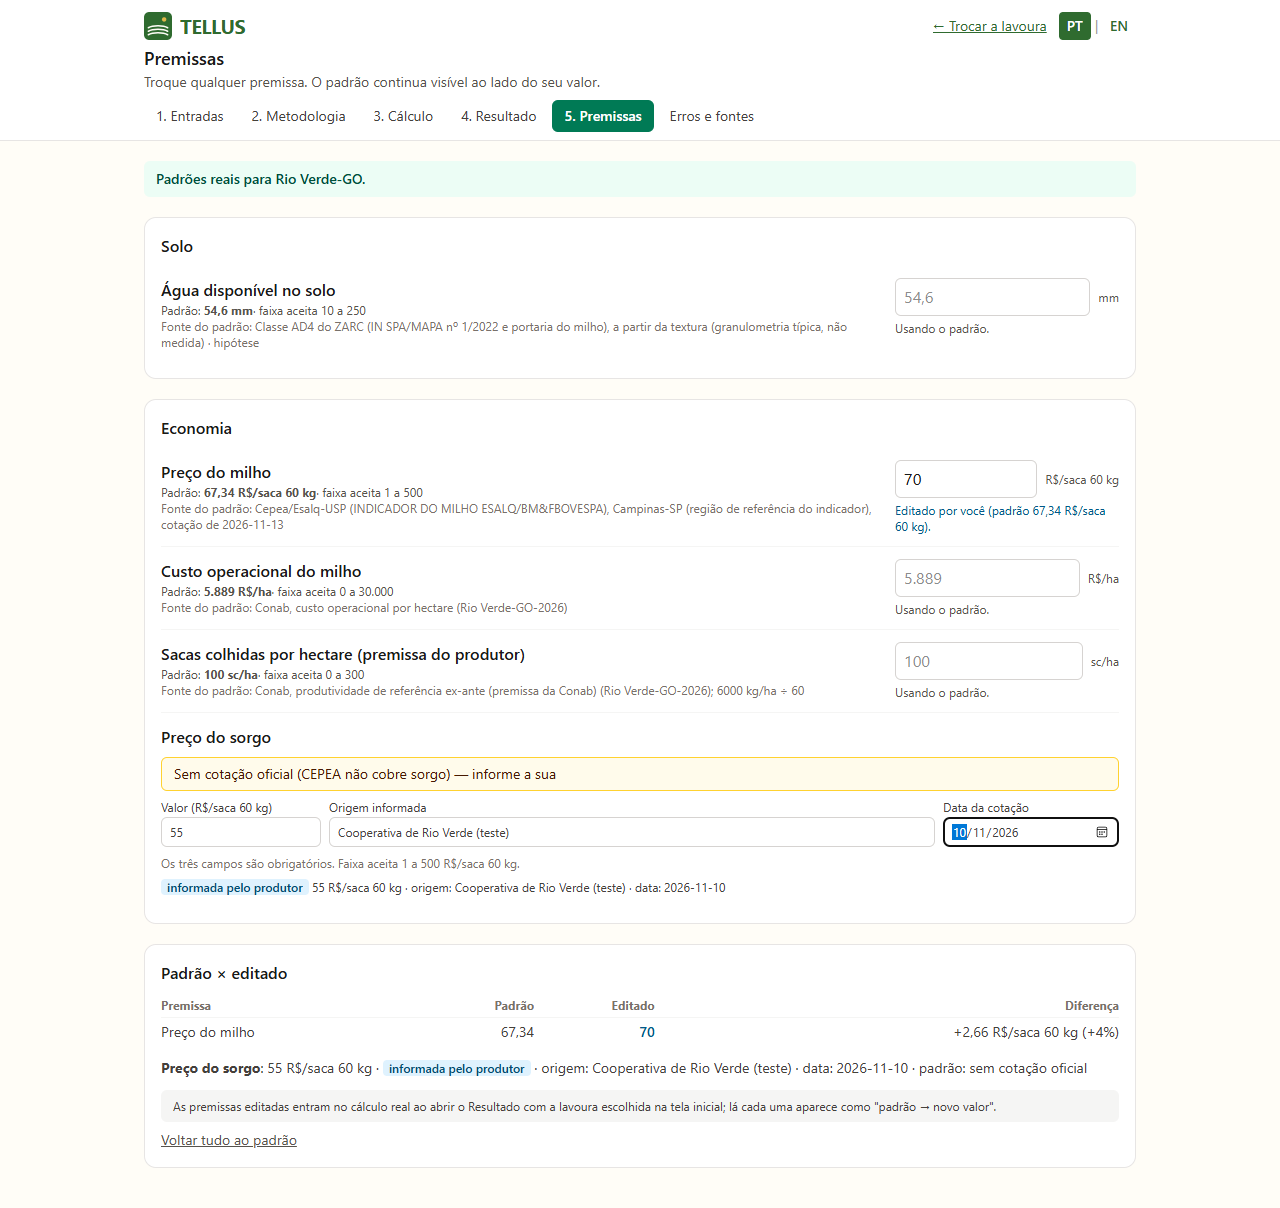 TELLUS
← Trocar a lavoura PT | EN
Premissas
Troque qualquer premissa. O padrão continua visível ao lado do seu valor.
1. Entradas 2. Metodologia 3. Cálculo 4. Resultado 5. Premissas Erros e fontes
Padrões reais para Rio Verde-GO.
Solo
Água disponível no solo
Padrão: 54,6 mm· faixa aceita 10 a 250
Fonte do padrão: Classe AD4 do ZARC (IN SPA/MAPA nº 1/2022 e portaria do milho), a partir da textura (granulometria típica, não
medida) · hipótese
54,6 mm
Usando o padrão.
Economia
Preço do milho
Padrão: 67,34 R$/saca 60 kg· faixa aceita 1 a 500
Fonte do padrão: Cepea/Esalq-USP (INDICADOR DO MILHO ESALQ/BM&FBOVESPA), Campinas-SP (região de referência do indicador),
cotação de 2026-11-13
70 R$/saca 60 kg
Editado por você (padrão 67,34 R$/saca
60 kg).
Custo operacional do milho
Padrão: 5.889 R$/ha· faixa aceita 0 a 30.000
Fonte do padrão: Conab, custo operacional por hectare (Rio Verde-GO-2026)
5.889 R$/ha
Usando o padrão.
Sacas colhidas por hectare (premissa do produtor)
Padrão: 100 sc/ha· faixa aceita 0 a 300
Fonte do padrão: Conab, produtividade de referência ex-ante (premissa da Conab) (Rio Verde-GO-2026); 6000 kg/ha ÷ 60
100 sc/ha
Usando o padrão.
Preço do sorgo
Sem cotação oficial (CEPEA não cobre sorgo) — informe a sua
Valor (R$/saca 60 kg) Origem informada Data da cotação
55 Cooperativa de Rio Verde (teste) 10/11/2026
Os três campos são obrigatórios. Faixa aceita 1 a 500 R$/saca 60 kg.
informada pelo produtor 55 R$/saca 60 kg · origem: Cooperativa de Rio Verde (teste) · data: 2026-11-10
Padrão × editado
Premissa Padrão Editado Diferença
Preço do milho 67,34 70 +2,66 R$/saca 60 kg (+4%)
Preço do sorgo: 55 R$/saca 60 kg · informada pelo produtor · origem: Cooperativa de Rio Verde (teste) · data: 2026-11-10 · padrão: sem cotação oficial
As premissas editadas entram no cálculo real ao abrir o Resultado com a lavoura escolhida na tela inicial; lá cada uma aparece como "padrão → novo valor".
Voltar tudo ao padrão